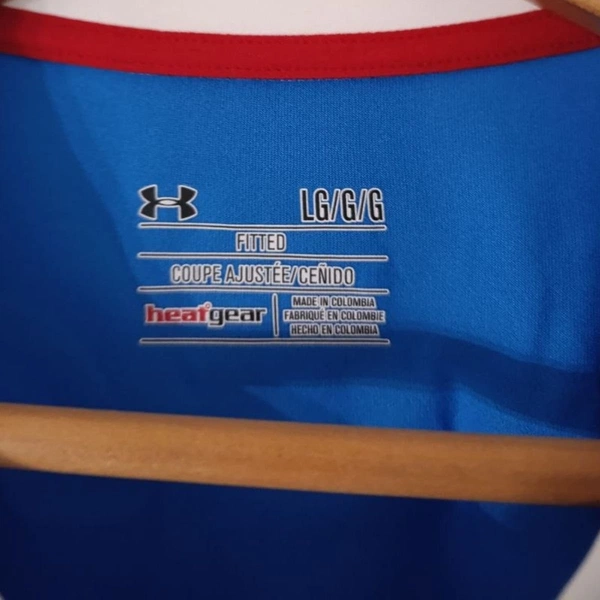 LG/G/G
FITTED
COUPE AJUSTÉE/CEÑIDO
heatgear
MADE IN COLOMBIA
FABRIQUÉ EN COLOMBIE
HECHO EN COLOMBIA